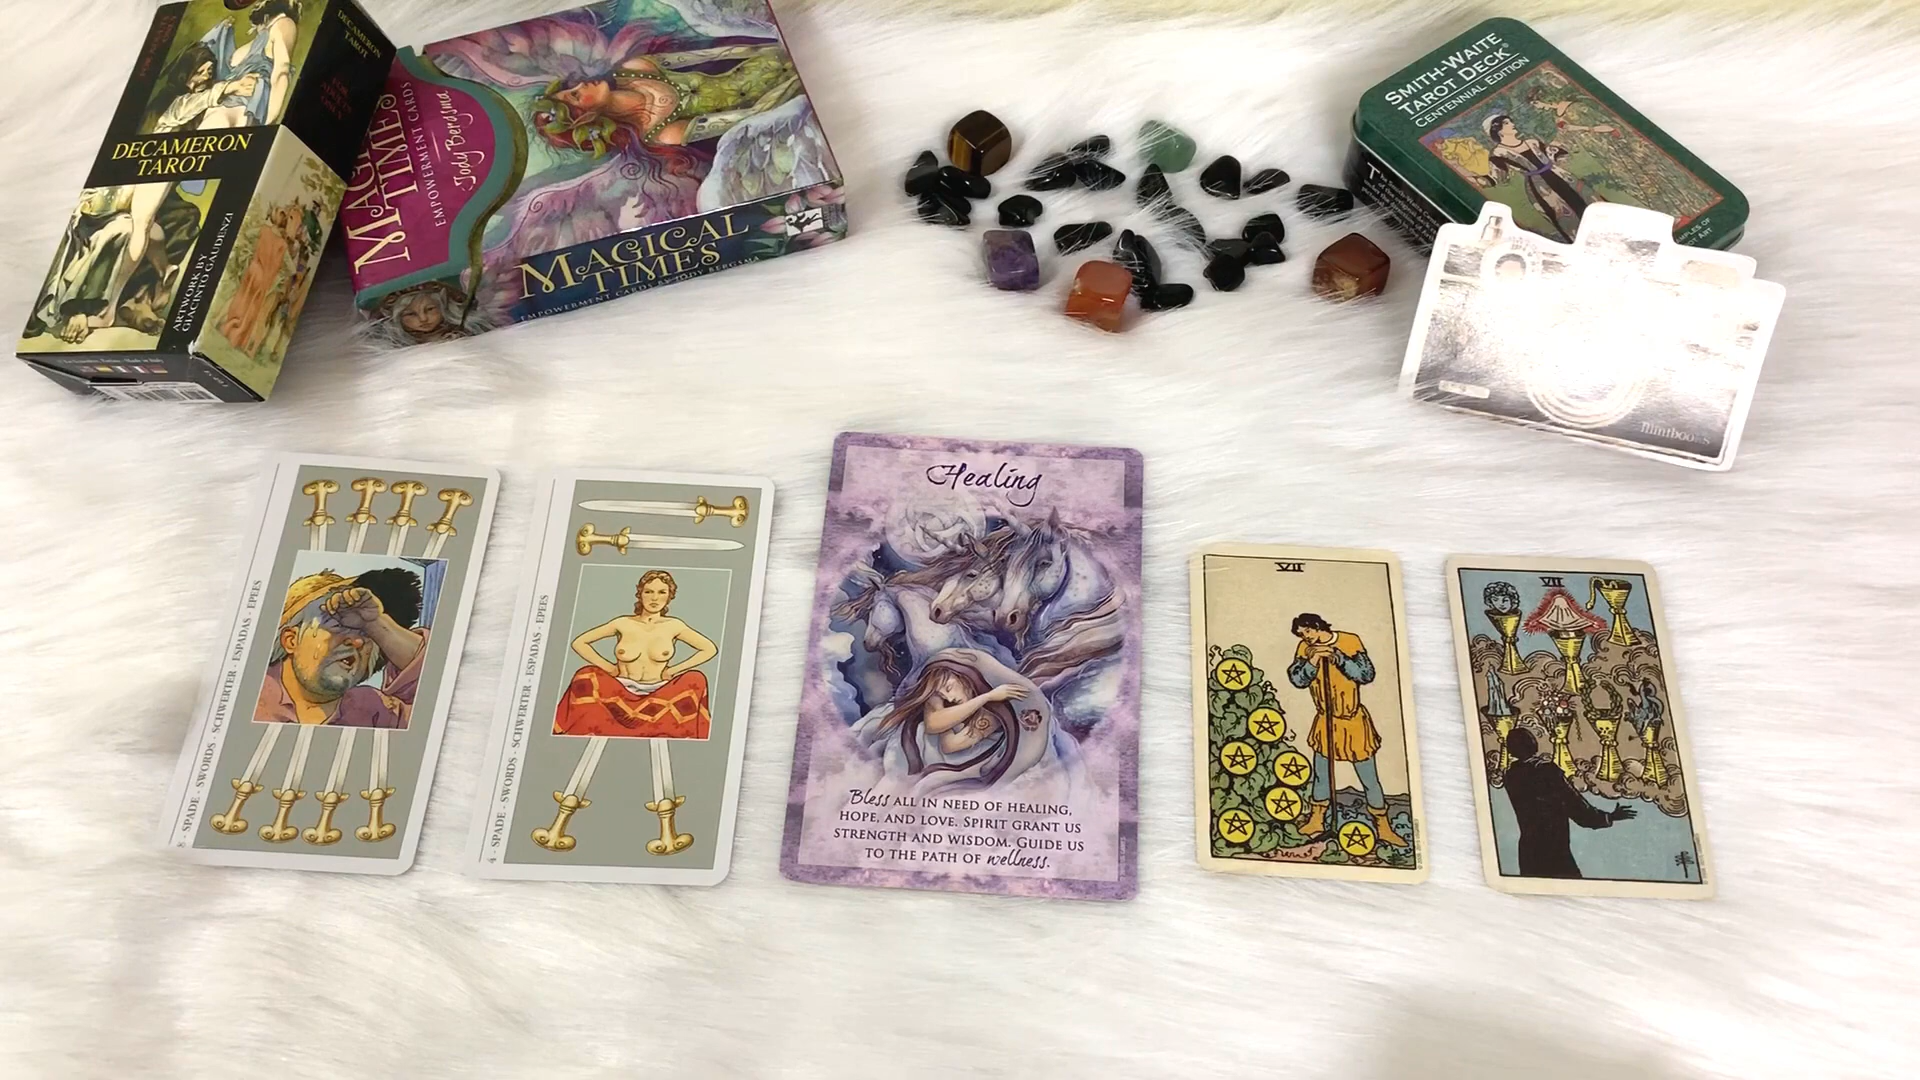 DECAMERON
TAROT
DECAMERON
TAROT
ARTWORK BY
GIACINTO GAUDENZI
TIMES
EMPOWERMENT CARDS
Jody Bergsma
MAGICAL
TIMES
EMPOWERMENT CARDS BY JODY BERGSMA
SMITH-WAITE
TAROT DECK®
CENTENNIAL EDITION
8 - SPADE - SWORDS - SCHWERTER - ESPADAS - EPEES
4 - SPADE - SWORDS - SCHWERTER - ESPADAS - EPEES
Healing
Bless ALL IN NEED OF HEALING,
HOPE, AND LOVE. SPIRIT GRANT US
STRENGTH AND WISDOM. GUIDE US
TO THE PATH OF wellness.
VII
VII